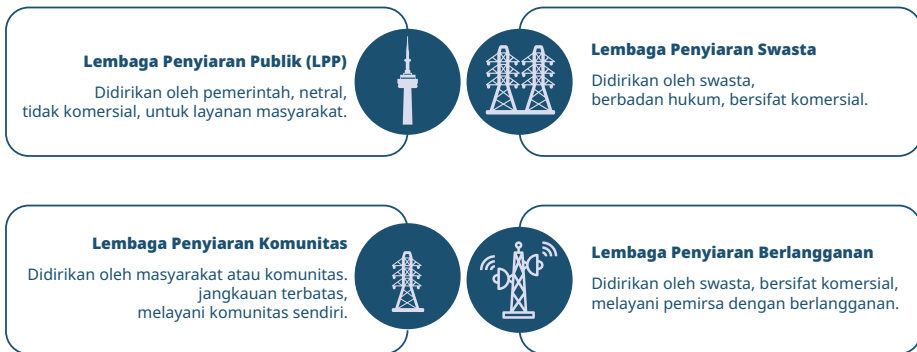 Lembaga Penyiaran Publik (LPP)
Didirikan oleh pemerintah, netral,
tidak komersial, untuk layanan masyarakat.
Lembaga Penyiaran Swasta
Didirikan oleh swasta,
berbadan hukum, bersifat komersial.
Lembaga Penyiaran Komunitas
Didirikan oleh masyarakat atau komunitas.
jangkauan terbatas,
melayani komunitas sendiri.
Lembaga Penyiaran Berlangganan
Didirikan oleh swasta, bersifat komersial,
melayani pemirsa dengan berlangganan.